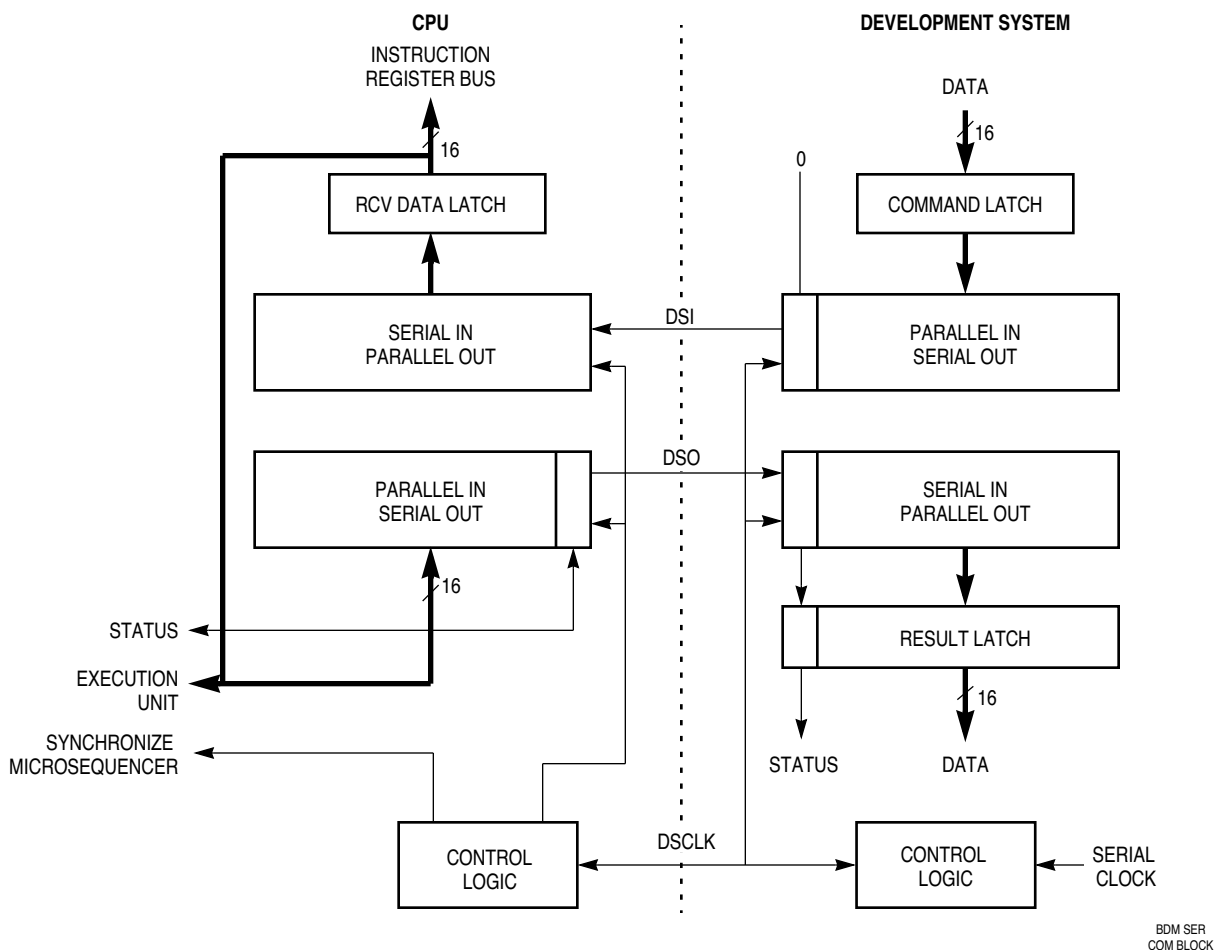 CPU
DEVELOPMENT SYSTEM
INSTRUCTION
REGISTER BUS
DATA
16
16
0
RCV DATA LATCH
COMMAND LATCH
DSI
SERIAL IN
PARALLEL OUT
PARALLEL IN
SERIAL OUT
DSO
PARALLEL IN
SERIAL OUT
SERIAL IN
PARALLEL OUT
16
STATUS
RESULT LATCH
EXECUTION
UNIT
16
SYNCHRONIZE
MICROSEQUENCER
STATUS
DATA
DSCLK
CONTROL
LOGIC
CONTROL
LOGIC
SERIAL
CLOCK
BDM SER
COM BLOCK